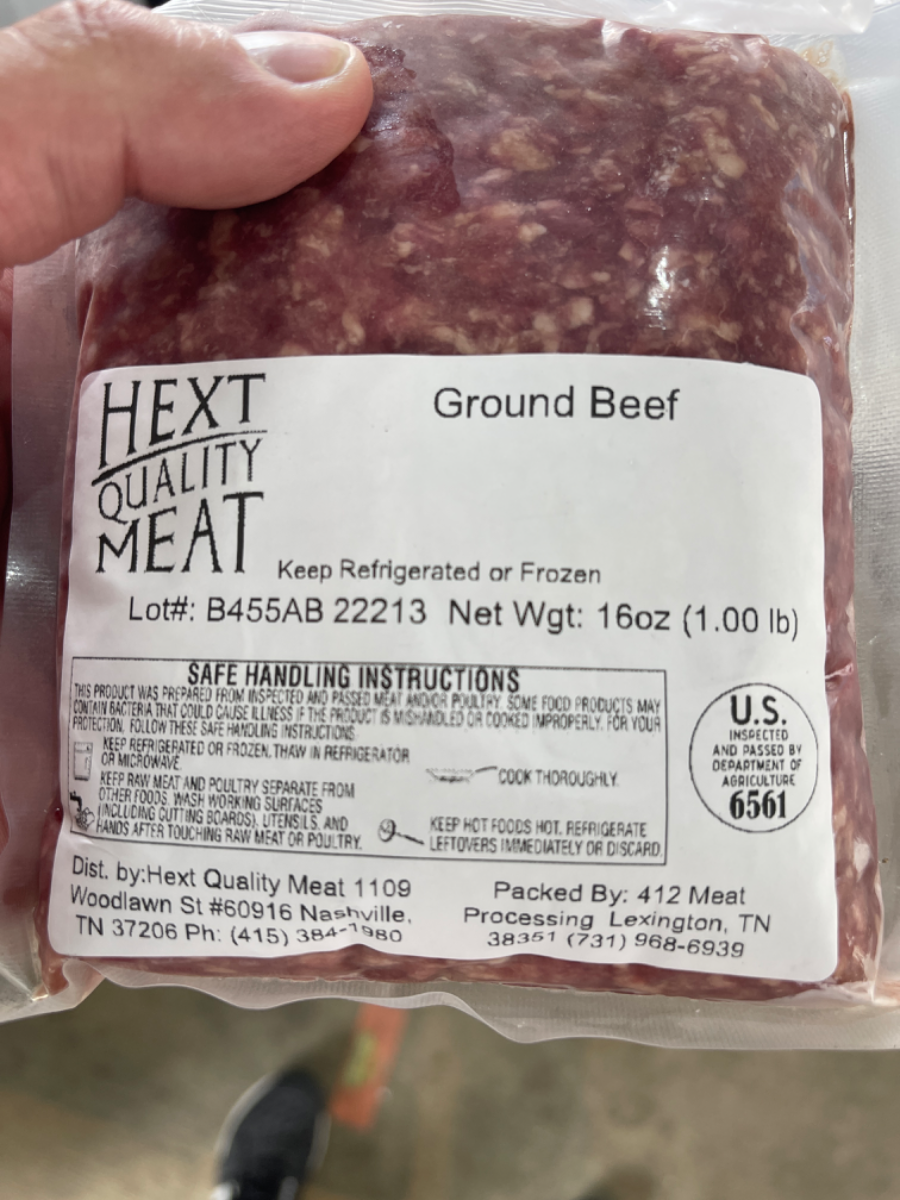 HEXT
QUALITY
MEAT
Ground Beef
Keep Refrigerated or Frozen
Lot#: B455AB 22213 Net Wgt: 16oz (1.00 lb)
SAFE HANDLING INSTRUCTIONS
THIS PRODUCT WAS PREPARED FROM INSPECTED AND PASSED MEAT AND/OR POULTRY. SOME FOOD PRODUCTS MAY
CONTAIN BACTERIA THAT COULD CAUSE ILLNESS IF THE PRODUCT IS MISHANDLED OR COOKED IMPROPERLY. FOR YOUR
PROTECTION, FOLLOW THESE SAFE HANDLING INSTRUCTIONS
KEEP REFRIGERATED OR FROZEN. THAW IN REFRIGERATOR
OR MICROWAVE
KEEP RAW MEAT AND POULTRY SEPARATE FROM
OTHER FOODS. WASH WORKING SURFACES
(INCLUDING CUTTING BOARDS), UTENSILS, AND
HANDS AFTER TOUCHING RAW MEAT OR POULTRY.
COOK THOROUGHLY.
KEEP HOT FOODS HOT. REFRIGERATE
LEFTOVERS IMMEDIATELY OR DISCARD.
U.S.
INSPECTED
AND PASSED BY
DEPARTMENT OF
AGRICULTURE
6561
Dist. by:Hext Quality Meat 1109
Woodlawn St #60916 Nashville,
TN 37206 Ph: (415) 384-1980
Packed By: 412 Meat
Processing Lexington, TN
38351 (731) 968-6939